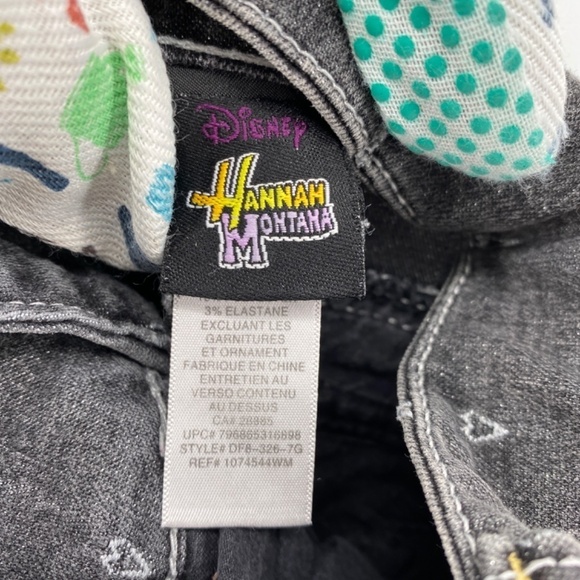 Disney
HANNAH
MONTANA
3% ELASTANE
EXCLUANT LES
GARNITURES
ET ORNAMENT
FABRIQUE EN CHINE
ENTRETIEN AU
VERSO CONTENU
AU DESSUS
CA# 26885
UPC# 796865316698
STYLE# DF8-326-7G
REF# 1074544WM